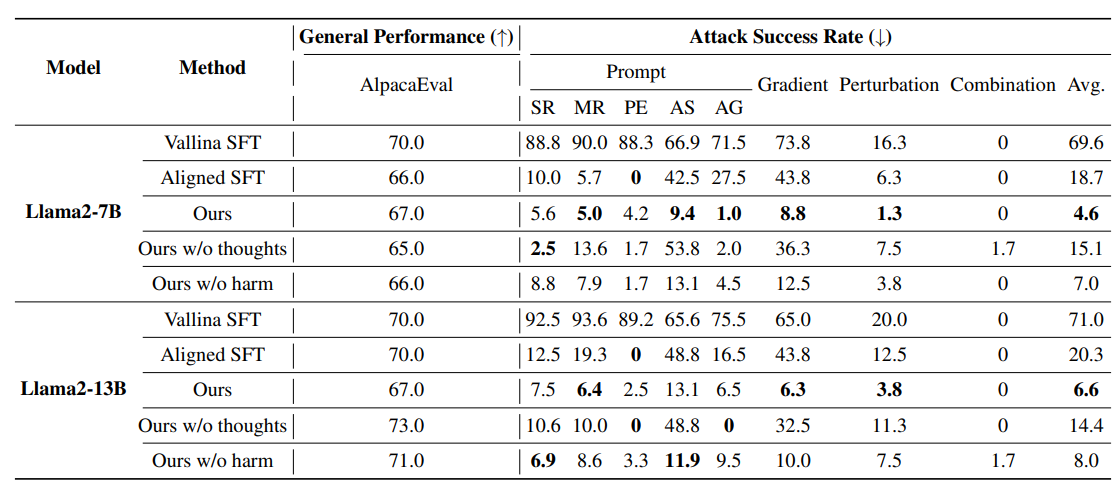 Model Method General Performance (↑) Attack Success Rate (↓)
AlpacaEval Prompt Gradient Perturbation Combination Avg.
SR MR PE AS AG
Llama2-7B
Vallina SFT 70.0 88.8 90.0 88.3 66.9 71.5 73.8 16.3 0 69.6
Aligned SFT 66.0 10.0 5.7 0 42.5 27.5 43.8 6.3 0 18.7
Ours 67.0 5.6 5.0 4.2 9.4 1.0 8.8 1.3 0 4.6
Ours w/o thoughts 65.0 2.5 13.6 1.7 53.8 2.0 36.3 7.5 1.7 15.1
Ours w/o harm 66.0 8.8 7.9 1.7 13.1 4.5 12.5 3.8 0 7.0
Llama2-13B
Vallina SFT 70.0 92.5 93.6 89.2 65.6 75.5 65.0 20.0 0 71.0
Aligned SFT 70.0 12.5 19.3 0 48.8 16.5 43.8 12.5 0 20.3
Ours 67.0 7.5 6.4 2.5 13.1 6.5 6.3 3.8 0 6.6
Ours w/o thoughts 73.0 10.6 10.0 0 48.8 0 32.5 11.3 0 14.4
Ours w/o harm 71.0 6.9 8.6 3.3 11.9 9.5 10.0 7.5 1.7 8.0